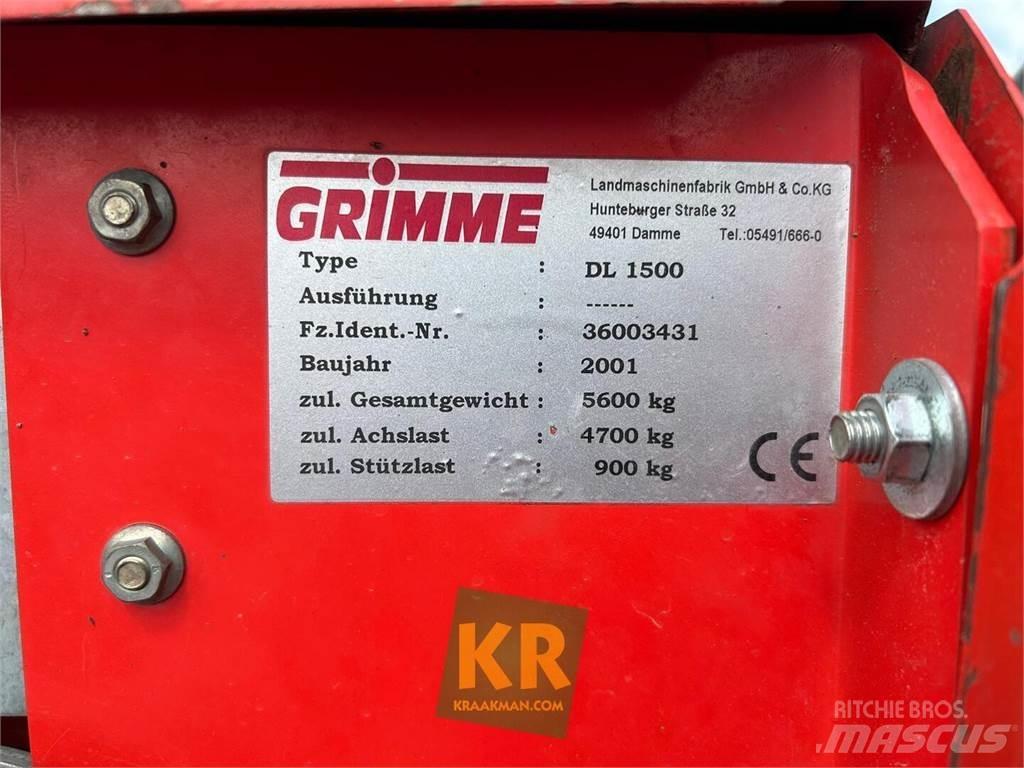 GRIMME
Landmaschinenfabrik GmbH & Co.KG
Hunteburger Straße 32
49401 Damme Tel.:05491/666-0
Type : DL 1500
Ausführung : ------
Fz.Ident.-Nr. : 36003431
Baujahr : 2001
zul. Gesamtgewicht : 5600 kg
zul. Achslast : 4700 kg
zul. Stützlast : 900 kg
CE
KR
KRAAKMAN.COM
RITCHIE BROS.
MASCUS